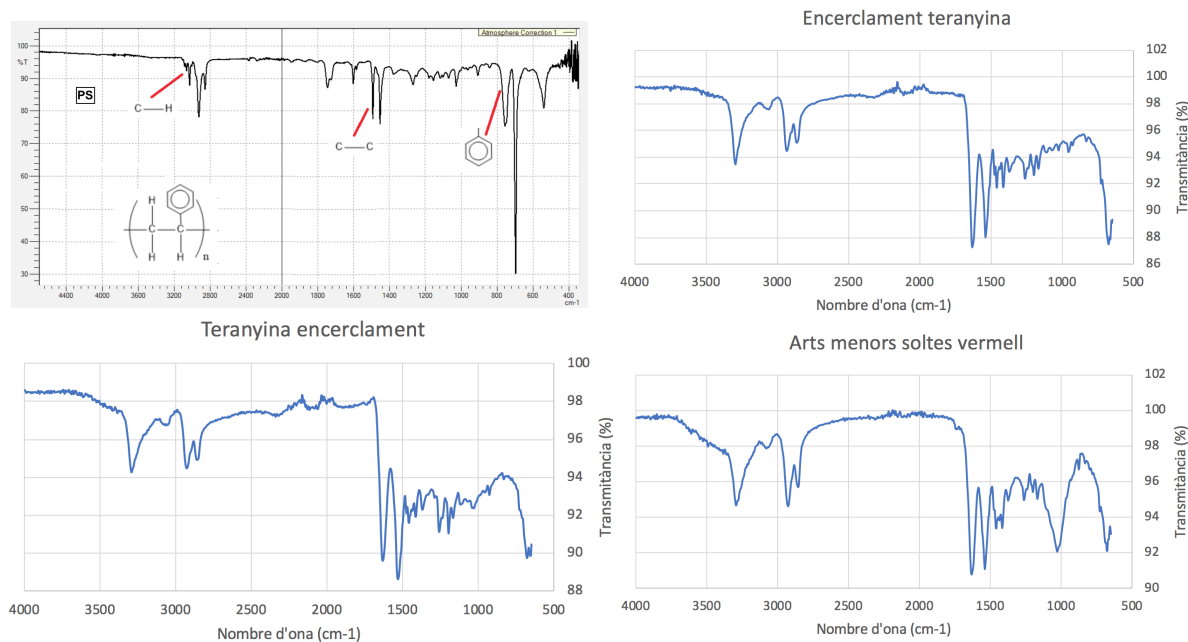 Atmosphere Correction 1
%T
100
90
80
70
60
50
40
30
PS
C — H
C — C
H H
C C
H H n
4400 4000 3600 3200 2800 2400 2000 1600 1400 1200 1000 800 600 400
cm-1
Encerclament teranyina
102
100
98
96
94
92
90
88
86
Transmitància (%)
4000 3500 3000 2500 2000 1500 1000 500
Nombre d'ona (cm-1)
Teranyina encerclament
100
98
96
94
92
90
88
Transmitància (%)
4000 3500 3000 2500 2000 1500 1000 500
Nombre d'ona (cm-1)
Arts menors soltes vermell
102
100
98
96
94
92
90
Transmitància (%)
4000 3500 3000 2500 2000 1500 1000 500
Nombre d'ona (cm-1)